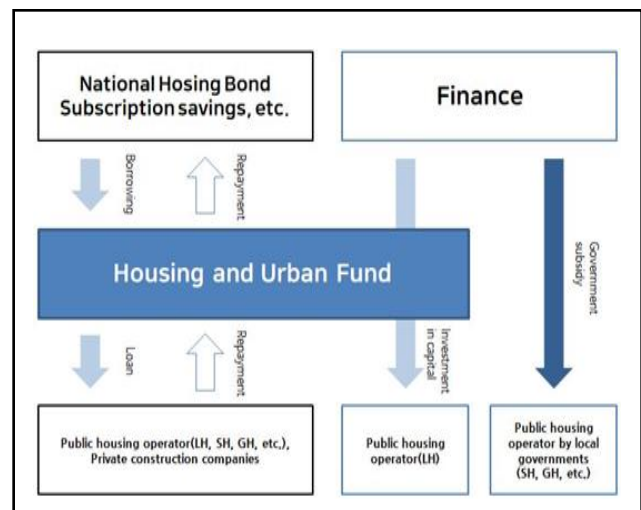 National Hosing Bond
Subscription savings, etc.
Finance
Borrowing
Repayment
Government
subsidy
Housing and Urban Fund
Loan
Repayment
Investment
in capital
Public housing operator(LH, SH, GH, etc.),
Private construction companies
Public housing
operator(LH)
Public housing
operator by local
governments
(SH, GH, etc.)